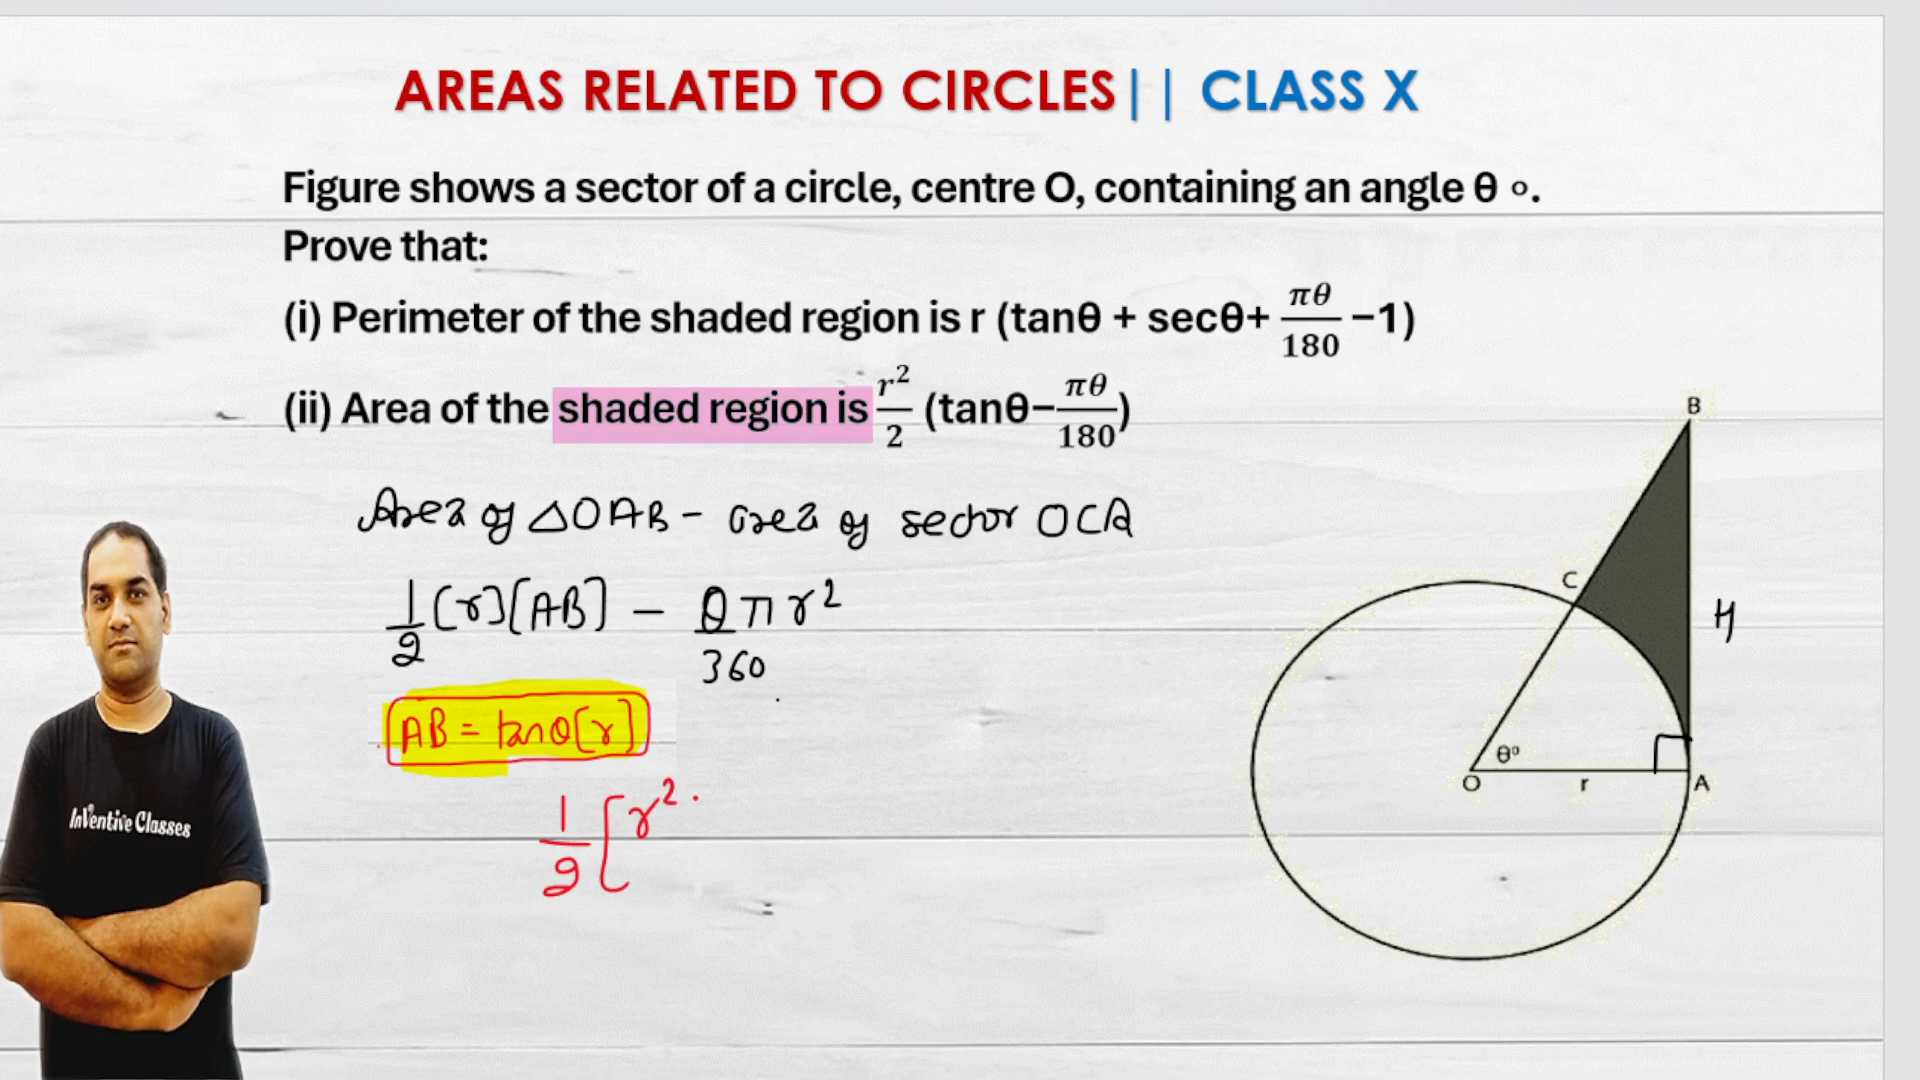 AREAS RELATED TO CIRCLES|| CLASS X
Figure shows a sector of a circle, centre O, containing an angle θ °.
Prove that:
(i) Perimeter of the shaded region is r (tanθ + secθ+ πθ/180 −1)
(ii) Area of the shaded region is r²/2 (tanθ− πθ/180)
Area of △OAB - area of sector OCA
1/2 [r][AB] − θ/360 π r²
AB = tanθ[r]
1/2 [r² .
B
C
θ°
O
r
A
InVentive Classes